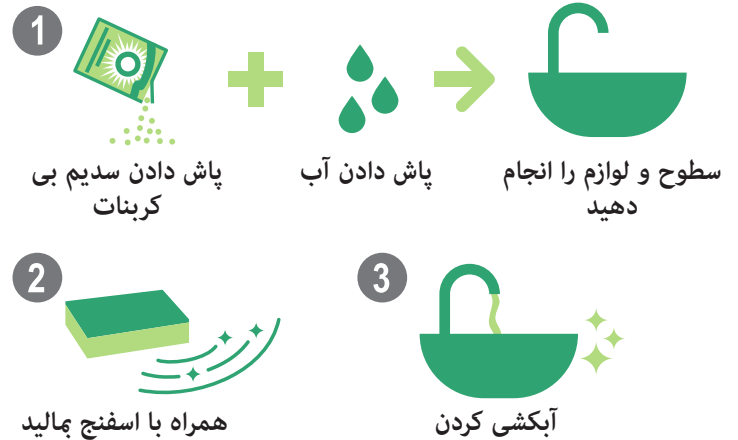 1
پاش دادن سدیم بی
کربنات
پاش دادن آب
سطوح و لوازم را انجام
دهید
2
همراه با اسفنج بمالید
3
آبکشی کردن